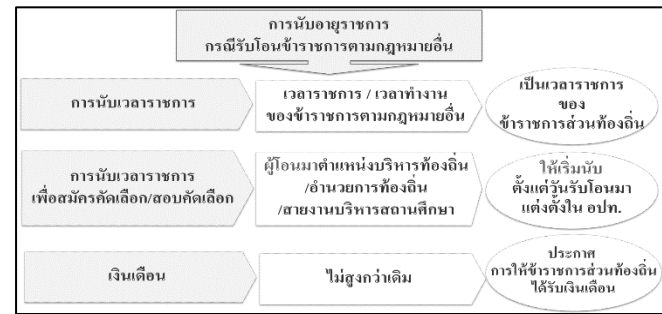 การนับอายุราชการ
กรณีรับโอนข้าราชการตามกฎหมายอื่น
การนับเวลาราชการ
เวลาราชการ / เวลาทำงาน
ของข้าราชการตามกฎหมายอื่น
เป็นเวลาราชการ
ของ
ข้าราชการส่วนท้องถิ่น
การนับเวลาราชการ
เพื่อสมัครคัดเลือก/สอบคัดเลือก
ผู้โอนมาตำแหน่งบริหารท้องถิ่น
/อำนวยการท้องถิ่น
/สายงานบริหารสถานศึกษา
ให้เริ่มนับ
ตั้งแต่วันรับโอนมา
แต่งตั้งใน อปท.
เงินเดือน
ไม่สูงกว่าเดิม
ประกาศ
การให้ข้าราชการส่วนท้องถิ่น
ได้รับเงินเดือน